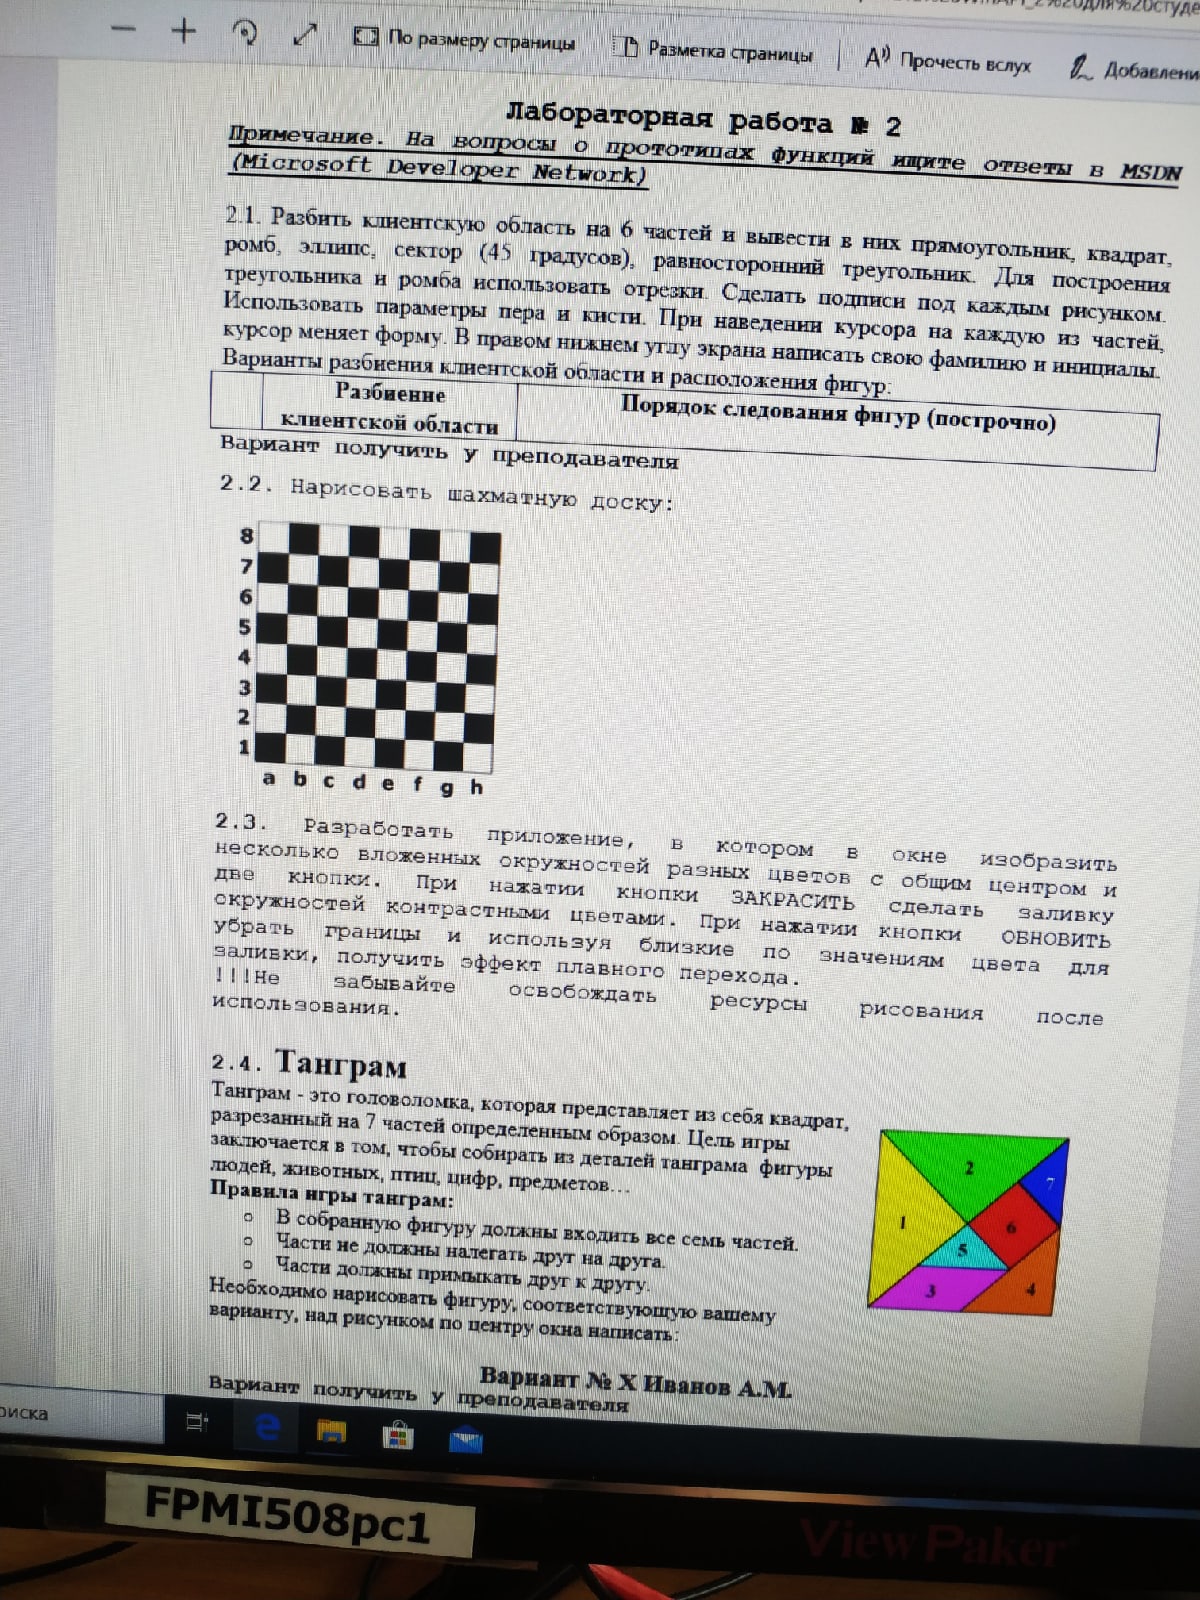 По размеру страницы
Разметка страницы
Прочесть вслух
Лабораторная работа № 2
Примечание. На вопросы о прототипах функций ищите ответы в MSDN
(Microsoft Developer Network)
2.1. Разбить клиентскую область на 6 частей и вывести в них прямоугольник, квадрат,
ромб, эллипс, сектор (45 градусов), равносторонний треугольник. Для построения
треугольника и ромба использовать отрезки. Сделать подписи под каждым рисунком.
Использовать параметры пера и кисти. При наведении курсора на каждую из частей,
курсор меняет форму. В правом нижнем углу экрана написать свою фамилию и инициалы.
Варианты разбиения клиентской области и расположения фигур:
Разбиение
клиентской области
Порядок следования фигур (построчно)
Вариант получить у преподавателя
2.2. Нарисовать шахматную доску:
8
7
6
5
4
3
2
1
a b c d e f g h
2.3. Разработать приложение, в котором в окне изобразить
несколько вложенных окружностей разных цветов с общим центром и
две кнопки. При нажатии кнопки ЗАКРАСИТЬ сделать заливку
окружностей контрастными цветами. При нажатии кнопки ОБНОВИТЬ
убрать границы и используя близкие по значениям цвета для
заливки, получить эффект плавного перехода.
!!!Не забывайте освобождать ресурсы рисования после
использования.
2.4. Танграм
Танграм - это головоломка, которая представляет из себя квадрат,
разрезанный на 7 частей определенным образом. Цель игры
заключается в том, чтобы собирать из деталей танграма фигуры
людей, животных, птиц, цифр, предметов…
Правила игры танграм:
o В собранную фигуру должны входить все семь частей.
o Части не должны налегать друг на друга.
o Части должны примыкать друг к другу.
Необходимо нарисовать фигуру, соответствующую вашему
варианту, над рисунком по центру окна написать:
2
7
1
6
5
3
4
Вариант № X Иванов А.М.
Вариант получить у преподавателя
FPMI508pc1
ViewPaker